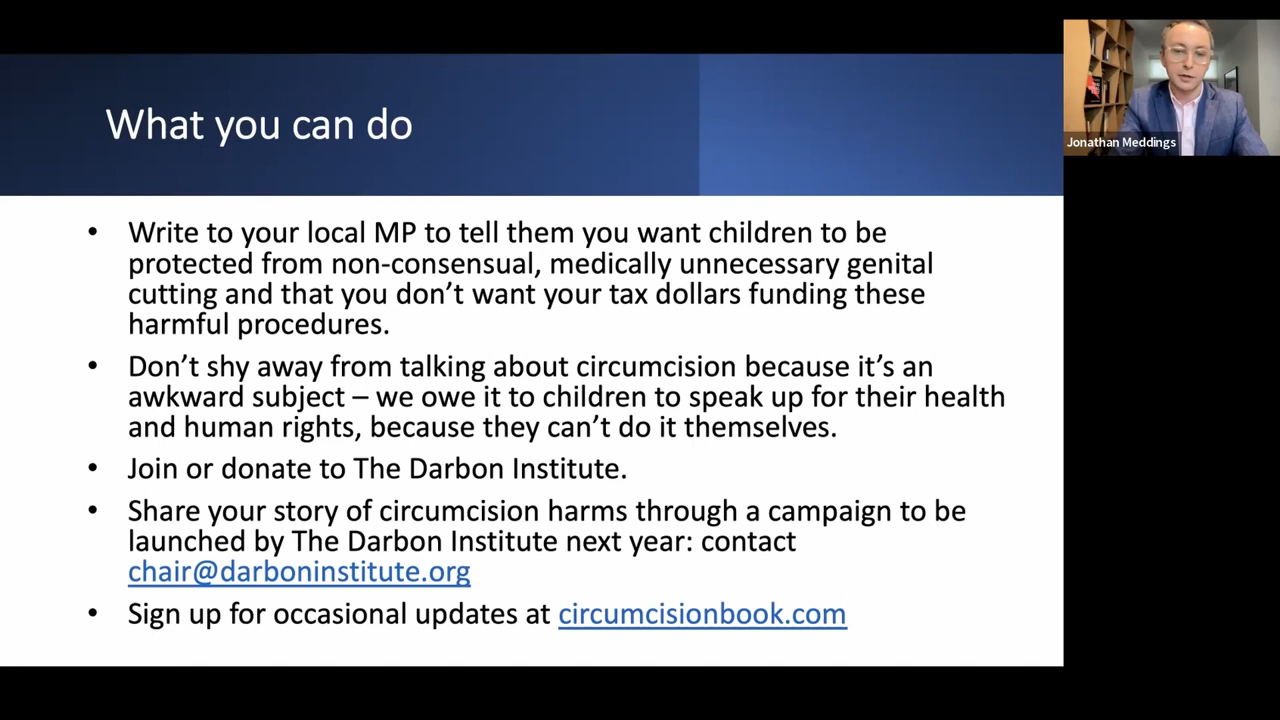 What you can do
Jonathan Meddings
• Write to your local MP to tell them you want children to be
protected from non-consensual, medically unnecessary genital
cutting and that you don’t want your tax dollars funding these
harmful procedures.
• Don’t shy away from talking about circumcision because it’s an
awkward subject – we owe it to children to speak up for their health
and human rights, because they can’t do it themselves.
• Join or donate to The Darbon Institute.
• Share your story of circumcision harms through a campaign to be
launched by The Darbon Institute next year: contact
chair@darboninstitute.org
• Sign up for occasional updates at circumcisionbook.com